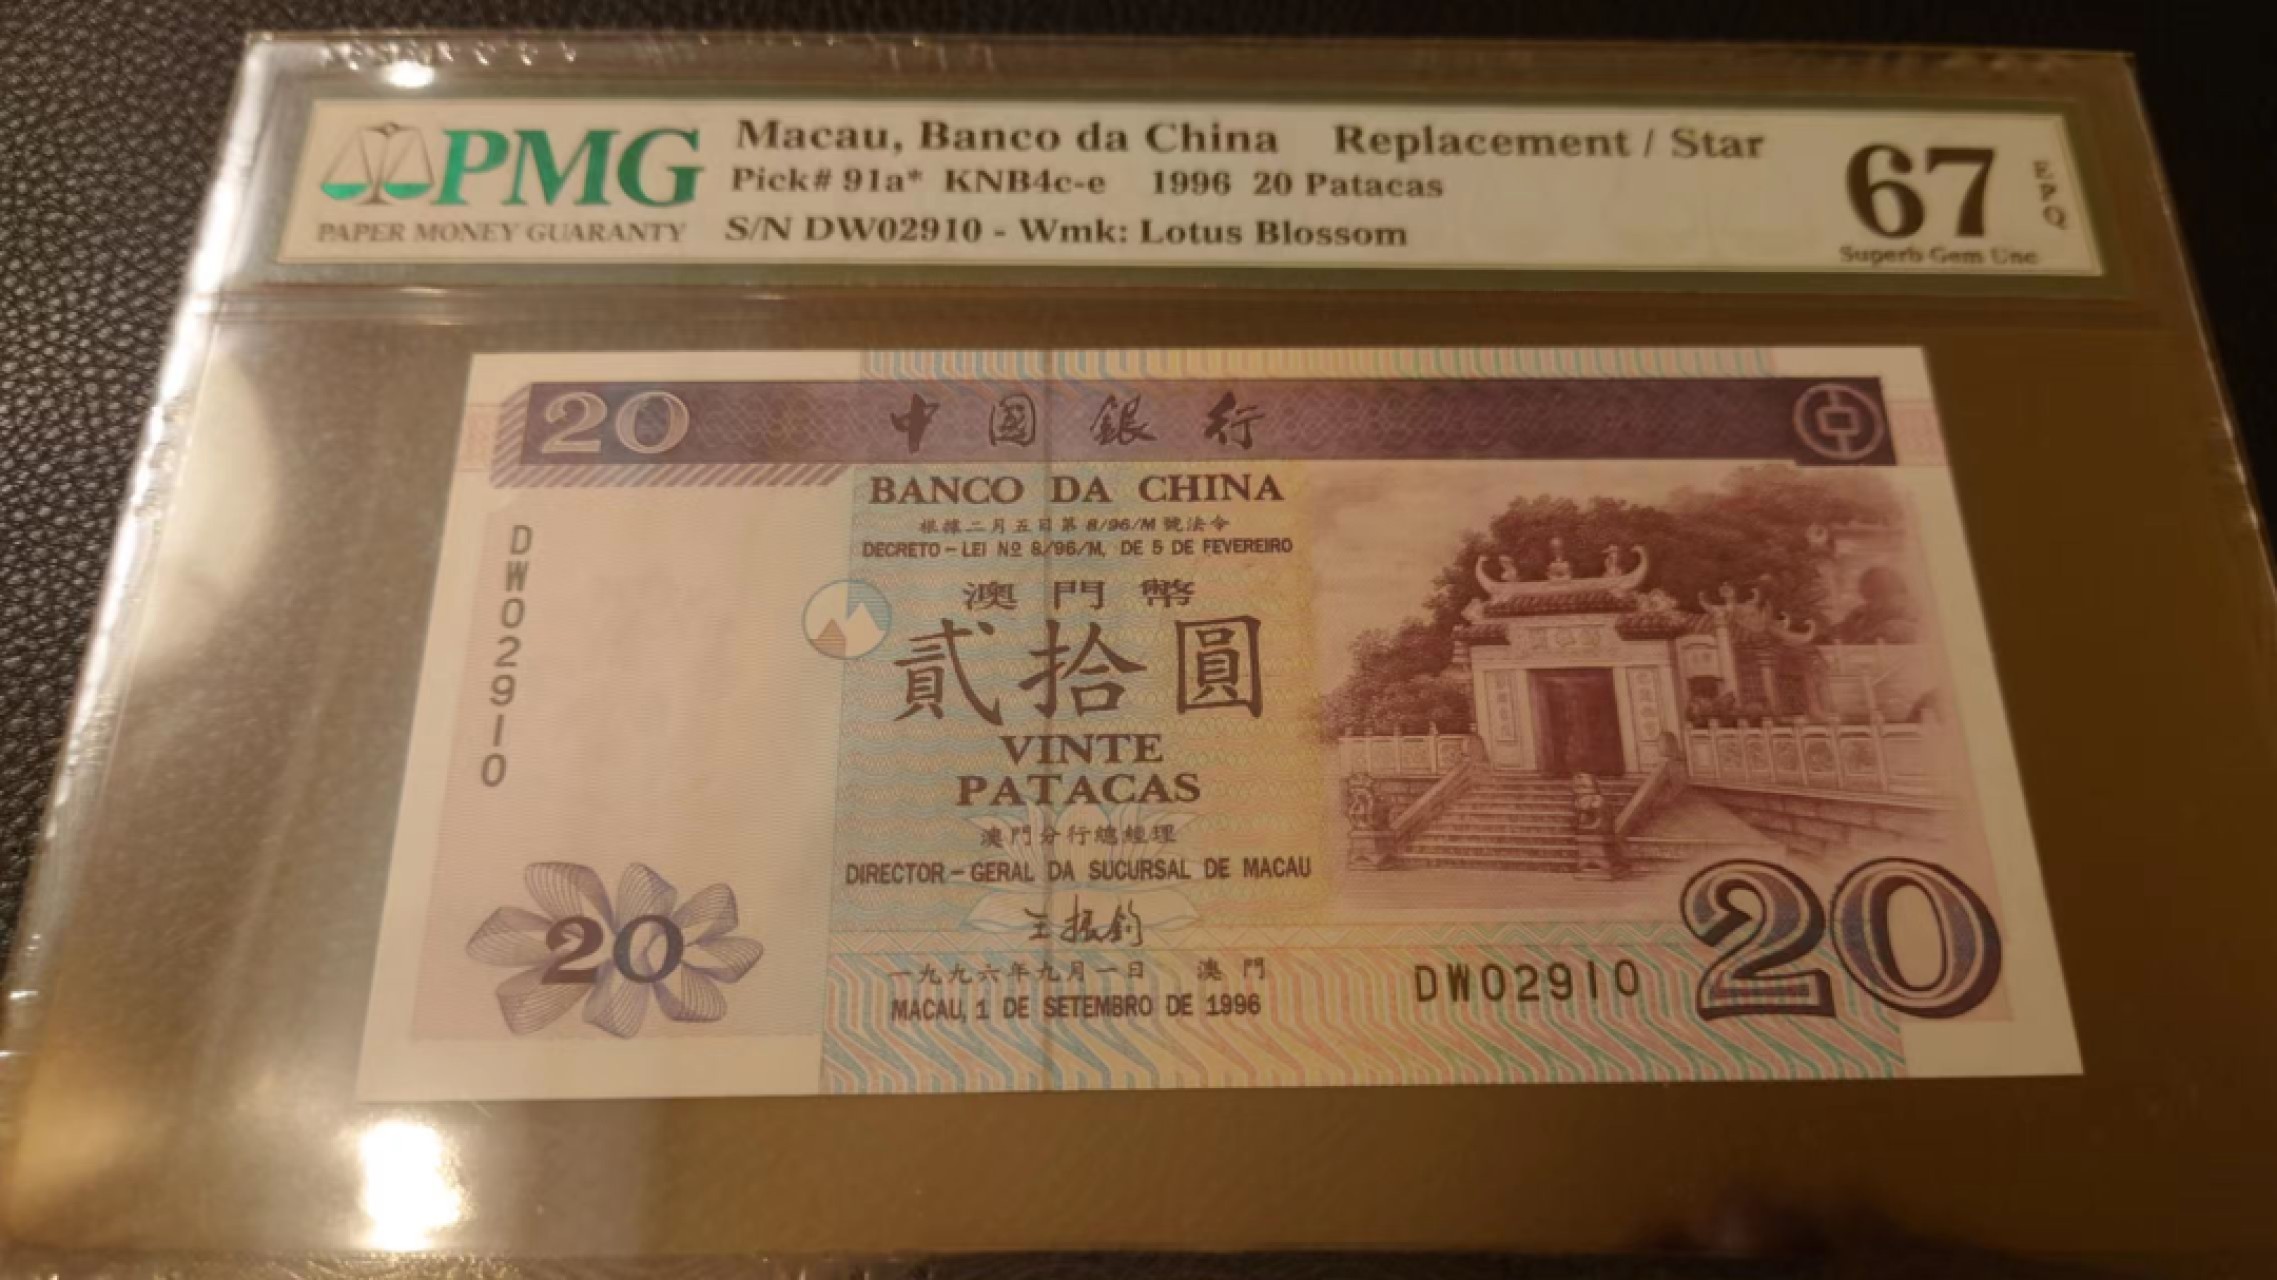 PMG
PAPER MONEY GUARANTY
Macau, Banco da China Replacement / Star
Pick# 91a* KNB4c-e 1996 20 Patacas
S/N DW02910 - Wmk: Lotus Blossom
67
EPQ
Superb Gem Unc
20
中國銀行
BANCO DA CHINA
根據二月五日第8/96/M號法令
DECRETO-LEI Nº 8/96/M, DE 5 DE FEVEREIRO
澳門幣
貳拾圓
VINTE
PATACAS
澳門分行總經理
DIRECTOR-GERAL DA SUCURSAL DE MACAU
王振鈞
一九九六年九月一日 澳門
MACAU, 1 DE SETEMBRO DE 1996
DW02910
20
DW02910
20